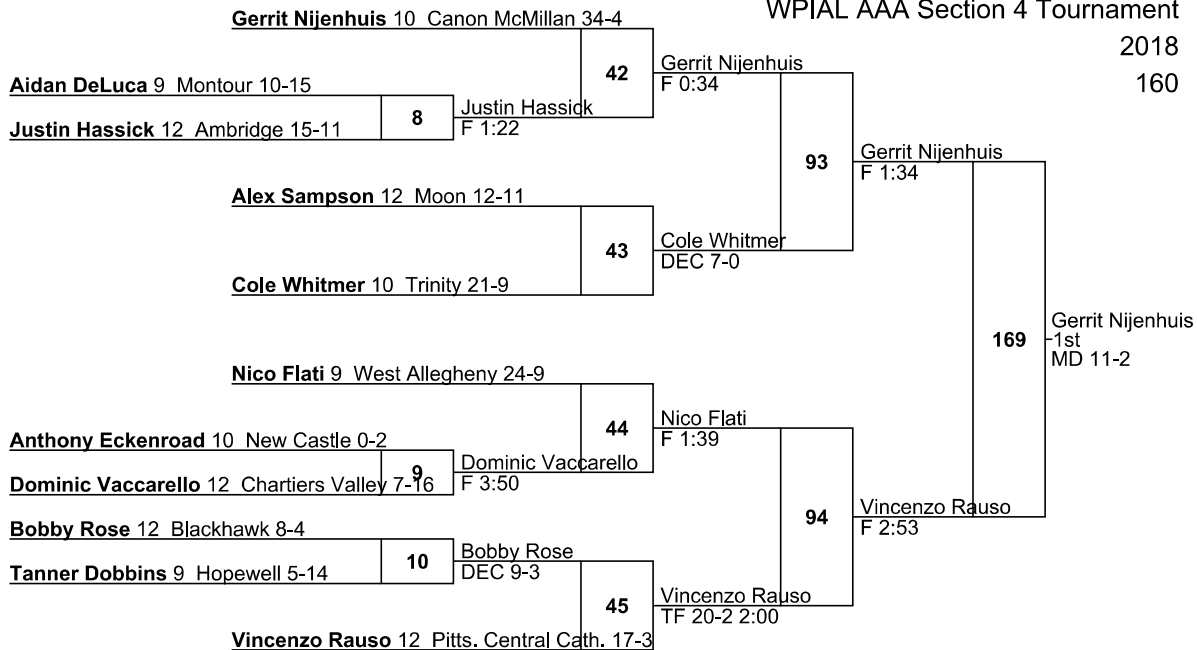 WPIAL AAA Section 4 Tournament
2018
160
Gerrit Nijenhuis 10 Canon McMillan 34-4
42
Gerrit Nijenhuis
F 0:34
Aidan DeLuca 9 Montour 10-15
8
Justin Hassick
F 1:22
Justin Hassick 12 Ambridge 15-11
93
Gerrit Nijenhuis
F 1:34
Alex Sampson 12 Moon 12-11
43
Cole Whitmer
DEC 7-0
Cole Whitmer 10 Trinity 21-9
169
Gerrit Nijenhuis
1st
MD 11-2
Nico Flati 9 West Allegheny 24-9
44
Nico Flati
F 1:39
Anthony Eckenroad 10 New Castle 0-2
9
Dominic Vaccarello
F 3:50
Dominic Vaccarello 12 Chartiers Valley 7-16
94
Vincenzo Rauso
F 2:53
Bobby Rose 12 Blackhawk 8-4
10
Bobby Rose
DEC 9-3
Tanner Dobbins 9 Hopewell 5-14
45
Vincenzo Rauso
TF 20-2 2:00
Vincenzo Rauso 12 Pitts. Central Cath. 17-3